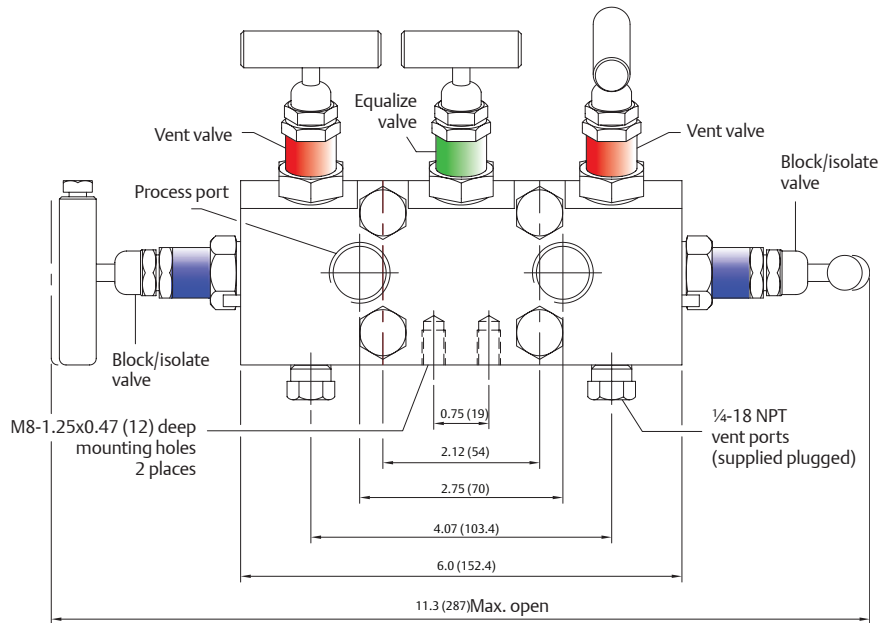 Equalize
valve
Vent valve
Vent valve
Block/isolate
valve
Process port
Block/isolate
valve
M8-1.25x0.47 (12) deep
mounting holes
2 places
¼-18 NPT
vent ports
(supplied plugged)
0.75 (19)
2.12 (54)
2.75 (70)
4.07 (103.4)
6.0 (152.4)
11.3 (287)Max. open